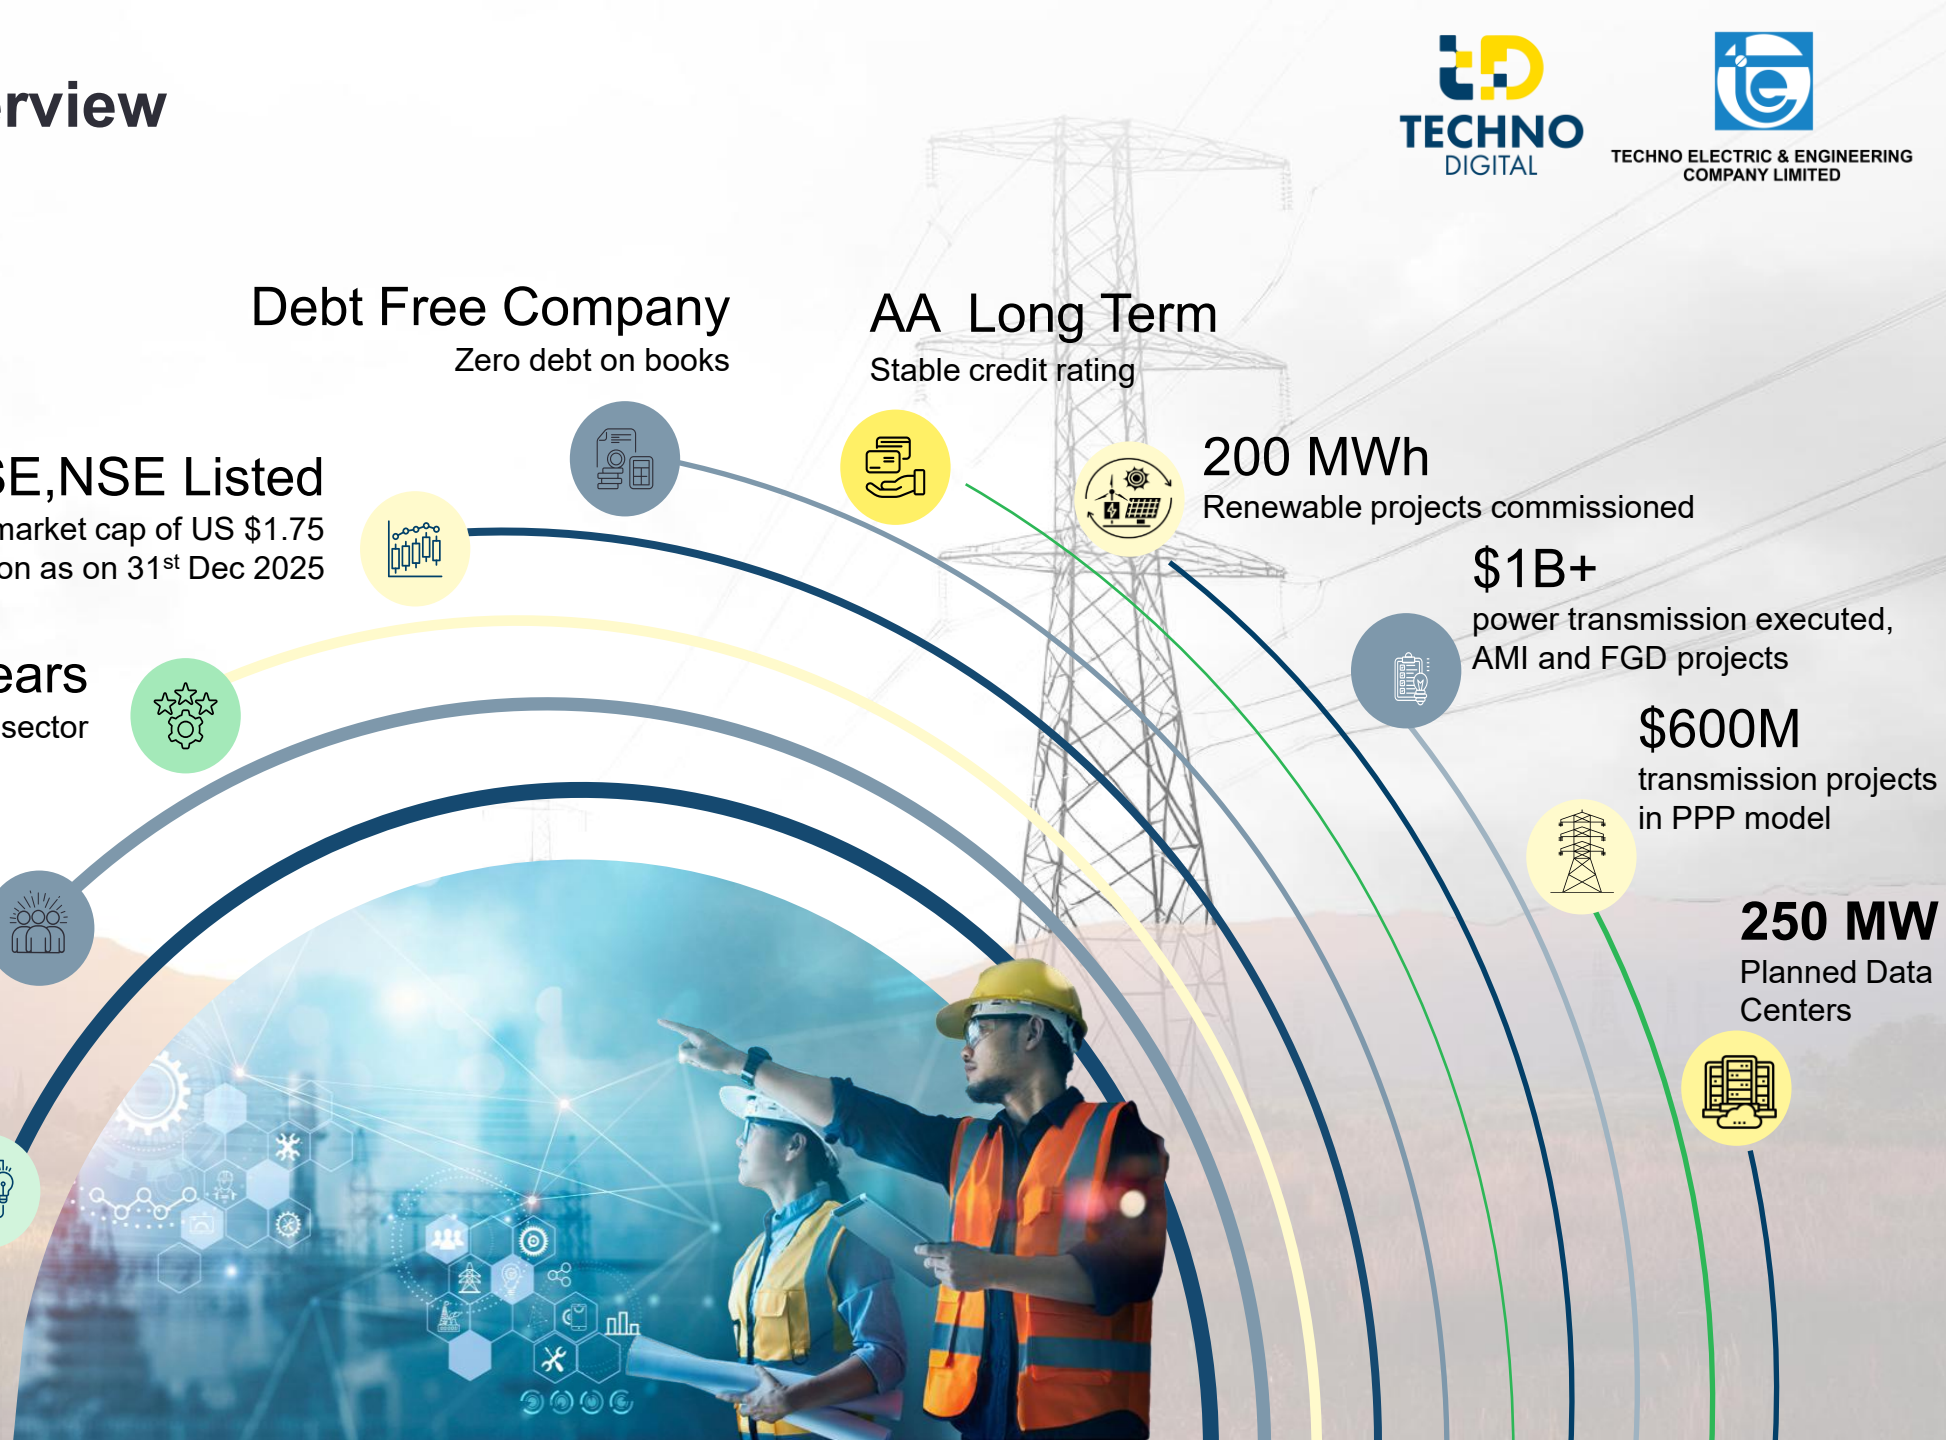 erview
TECHNO
DIGITAL
TECHNO ELECTRIC & ENGINEERING
COMPANY LIMITED
Debt Free Company
Zero debt on books
AA Long Term
Stable credit rating
SE,NSE Listed
market cap of US $1.75
on as on 31st Dec 2025
200 MWh
Renewable projects commissioned
$1B+
power transmission executed,
AMI and FGD projects
ears
sector
$600M
transmission projects
in PPP model
250 MW
Planned Data
Centers